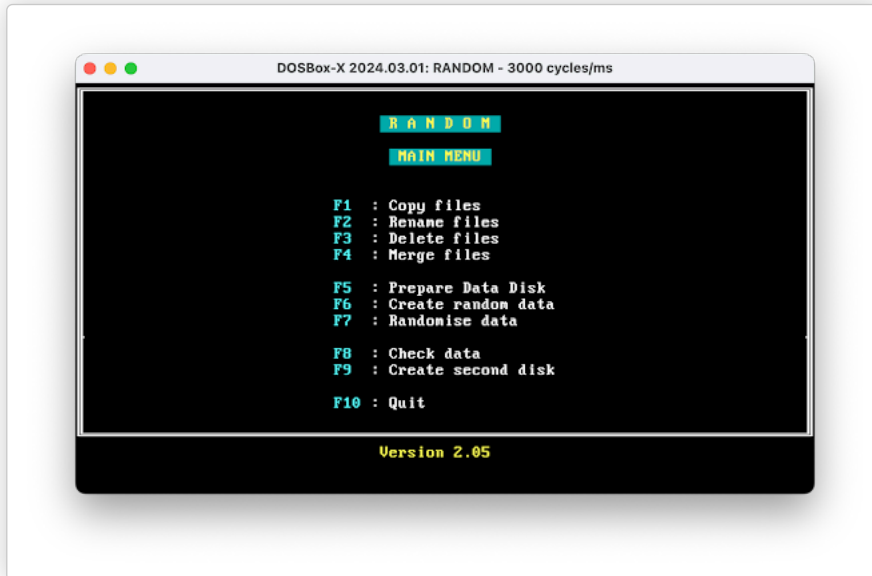 DOSBox-X 2024.03.01: RANDOM - 3000 cycles/ms
R A N D O M
MAIN MENU
F1 : Copy files
F2 : Rename files
F3 : Delete files
F4 : Merge files
F5 : Prepare Data Disk
F6 : Create random data
F7 : Randomise data
F8 : Check data
F9 : Create second disk
F10 : Quit
Version 2.05